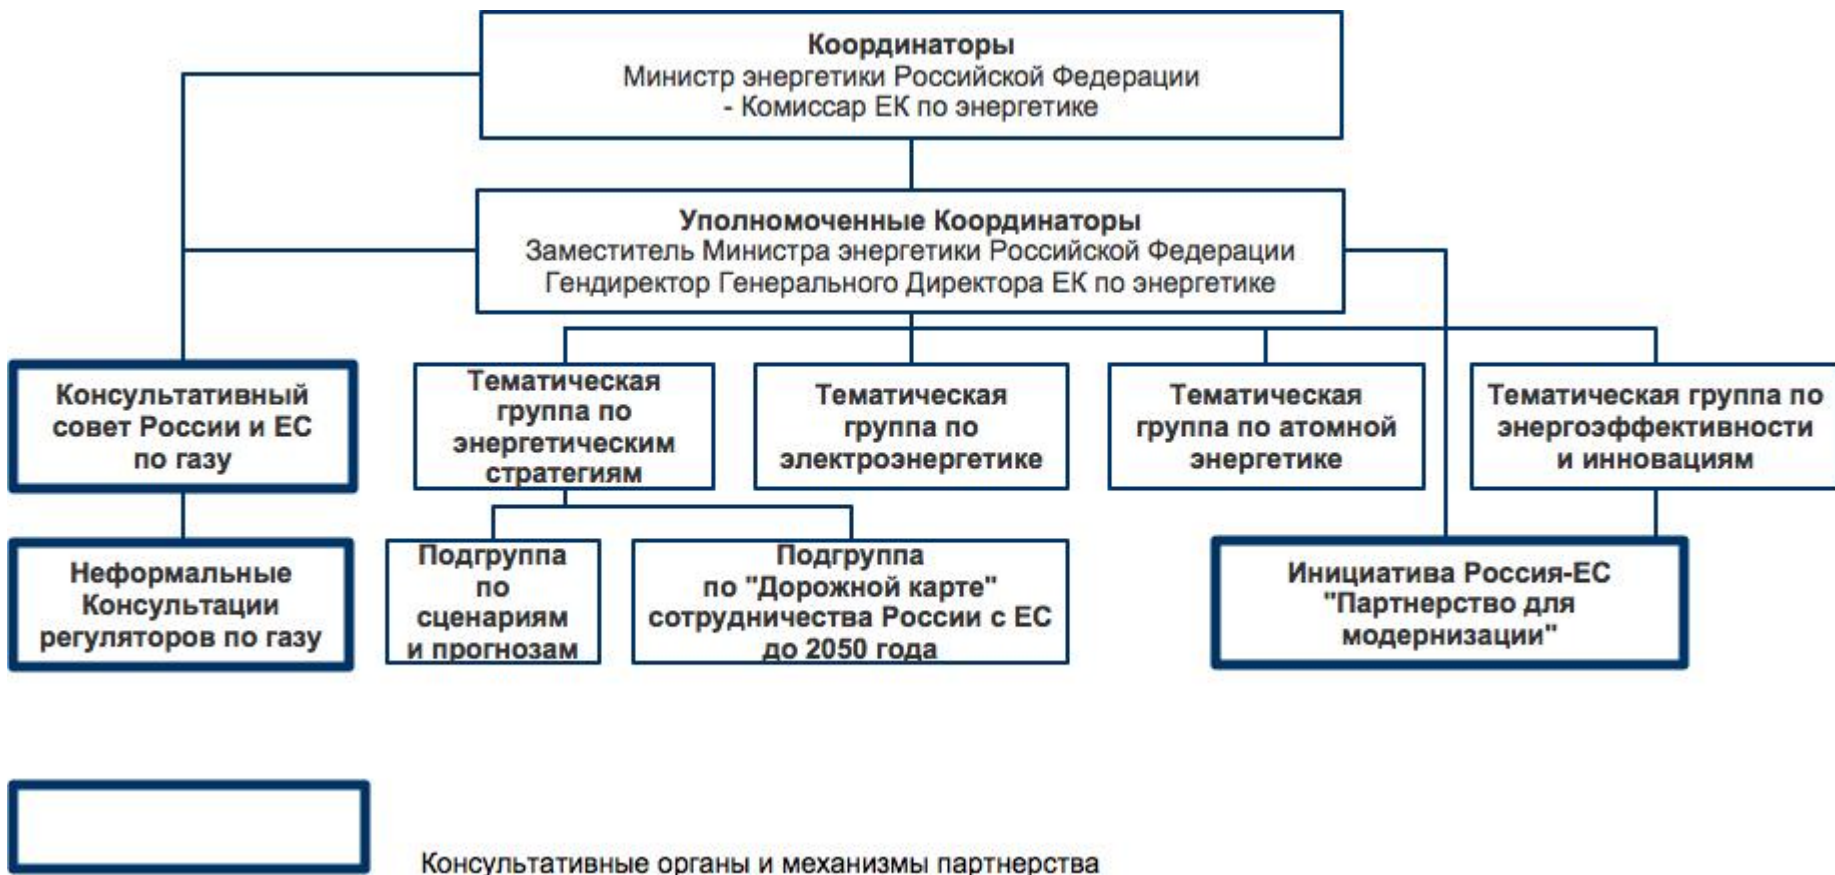 Координаторы
Министр энергетики Российской Федерации
- Комиссар ЕК по энергетике
Уполномоченные Координаторы
Заместитель Министра энергетики Российской Федерации
Гендиректор Генерального Директора ЕК по энергетике
Консультативный
совет России и ЕС
по газу
Тематическая
группа по
энергетическим
стратегиям
Тематическая
группа по
электроэнергетике
Тематическая
группа по атомной
энергетике
Тематическая группа по
энергоэффективности
и инновациям
Неформальные
Консультации
регуляторов по газу
Подгруппа
по
сценариям
и прогнозам
Подгруппа
по "Дорожной карте"
сотрудничества России с ЕС
до 2050 года
Инициатива Россия-ЕС
"Партнерство для
модернизации"
Консультативные органы и механизмы партнерства